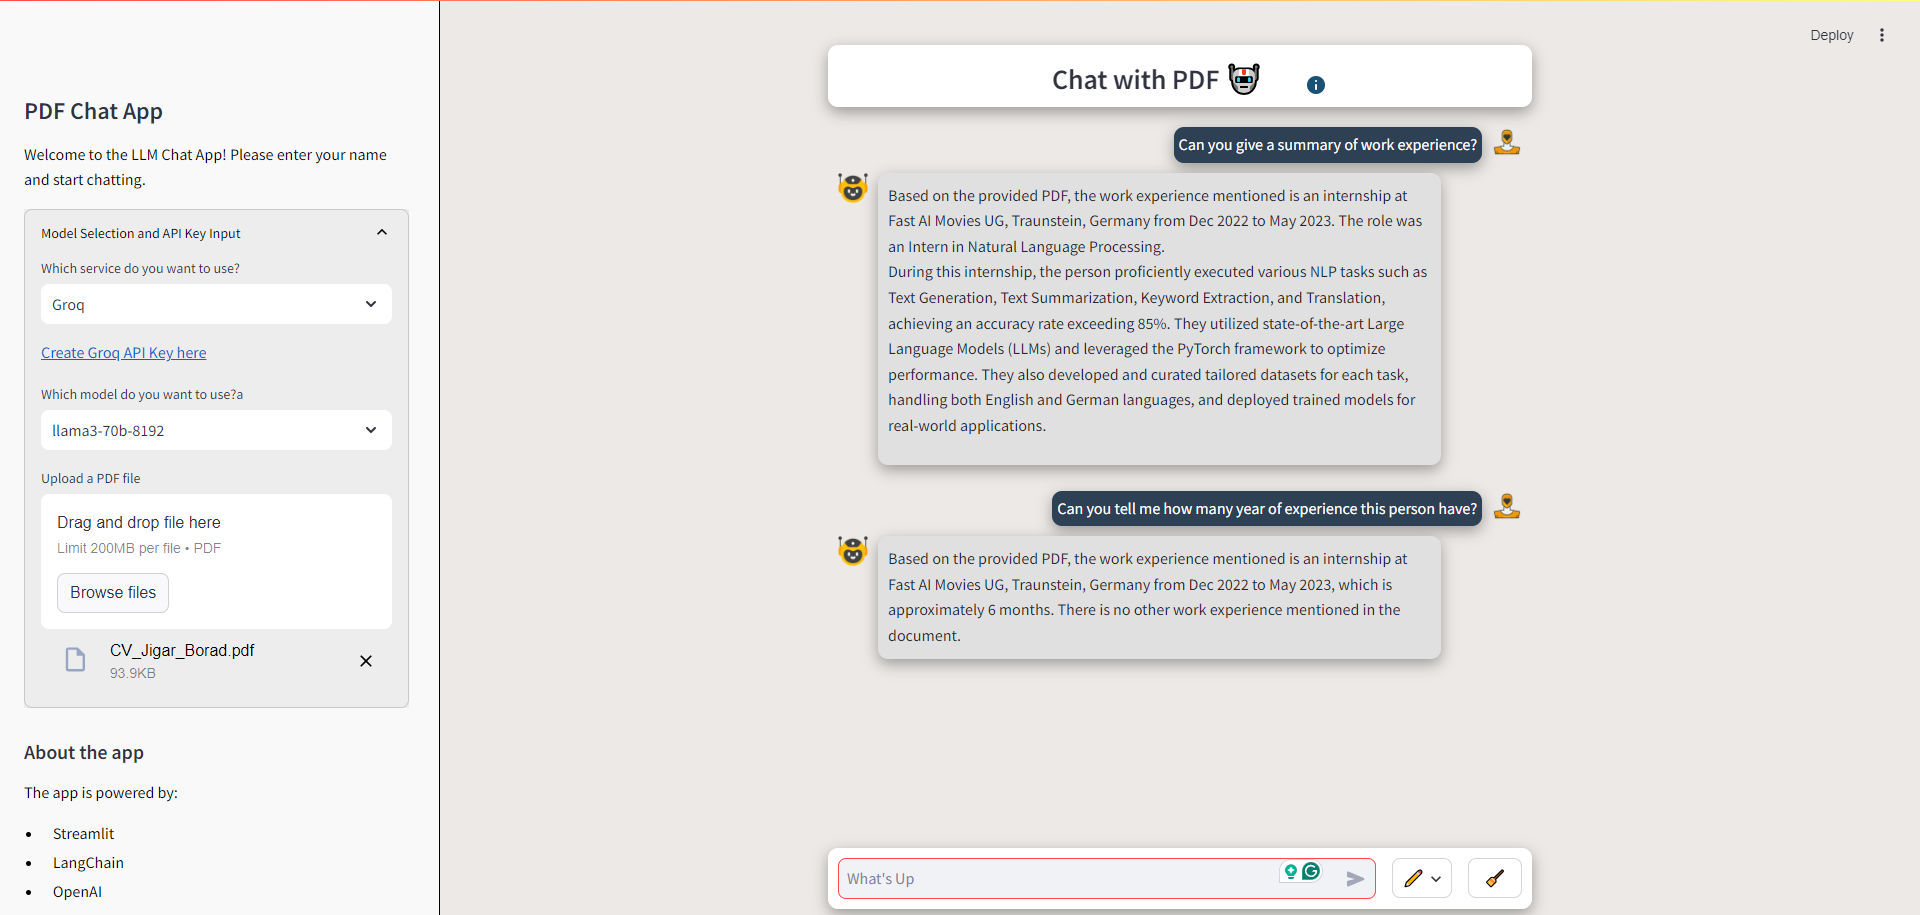 PDF Chat App
Welcome to the LLM Chat App! Please enter your name
and start chatting.
Model Selection and API Key Input
Which service do you want to use?
Groq
Create Groq API Key here
Which model do you want to use?a
llama3-70b-8192
Upload a PDF file
Drag and drop file here
Limit 200MB per file • PDF
Browse files
CV_Jigar_Borad.pdf
93.9KB
About the app
The app is powered by:
• Streamlit
• LangChain
• OpenAI
Deploy
Chat with PDF
Can you give a summary of work experience?
Based on the provided PDF, the work experience mentioned is an internship at
Fast AI Movies UG, Traunstein, Germany from Dec 2022 to May 2023. The role was
an Intern in Natural Language Processing.
During this internship, the person proficiently executed various NLP tasks such as
Text Generation, Text Summarization, Keyword Extraction, and Translation,
achieving an accuracy rate exceeding 85%. They utilized state-of-the-art Large
Language Models (LLMs) and leveraged the PyTorch framework to optimize
performance. They also developed and curated tailored datasets for each task,
handling both English and German languages, and deployed trained models for
real-world applications.
Can you tell me how many year of experience this person have?
Based on the provided PDF, the work experience mentioned is an internship at
Fast AI Movies UG, Traunstein, Germany from Dec 2022 to May 2023, which is
approximately 6 months. There is no other work experience mentioned in the
document.
What's Up